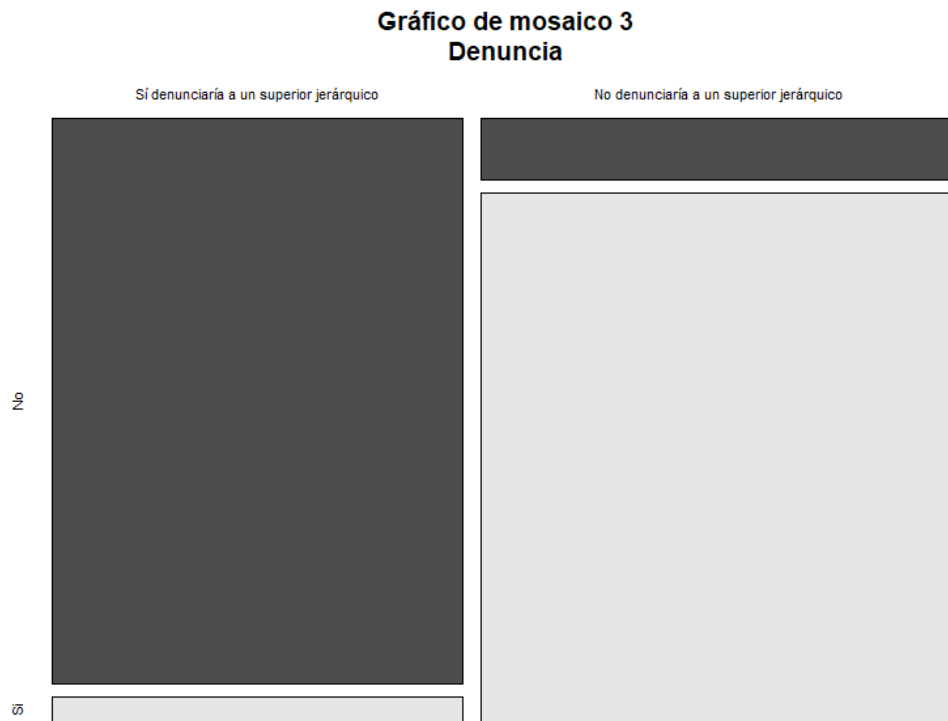 Gráfico de mosaico 3
Denuncia
Sí denunciaría a un superior jerárquico
No denunciaría a un superior jerárquico
No
Si